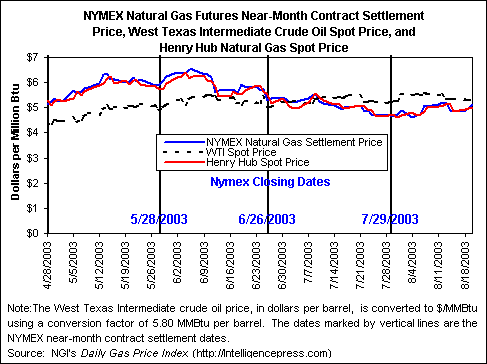 NYMEX Natural Gas Futures Near-Month Contract Settlement
Price, West Texas Intermediate Crude Oil Spot Price, and
Henry Hub Natural Gas Spot Price
Dollars per Million Btu
$7
$6
$5
$4
$3
$2
$1
$0
NYMEX Natural Gas Settlement Price
WTI Spot Price
Henry Hub Spot Price
Nymex Closing Dates
5/28/2003
6/26/2003
7/29/2003
4/28/2003
5/05/2003
5/12/2003
5/19/2003
5/26/2003
6/2/2003
6/9/2003
6/16/2003
6/23/2003
6/30/2003
7/7/2003
7/14/2003
7/21/2003
7/28/2003
8/4/2003
8/11/2003
8/18/2003
Note:The West Texas Intermediate crude oil price, in dollars per barrel, is converted to $/MMBtu
using a conversion factor of 5.80 MMBtu per barrel. The dates marked by vertical lines are the
NYMEX near-month contract settlement dates.
Source: NGI's Daily Gas Price Index (http://intelligencepress.com)